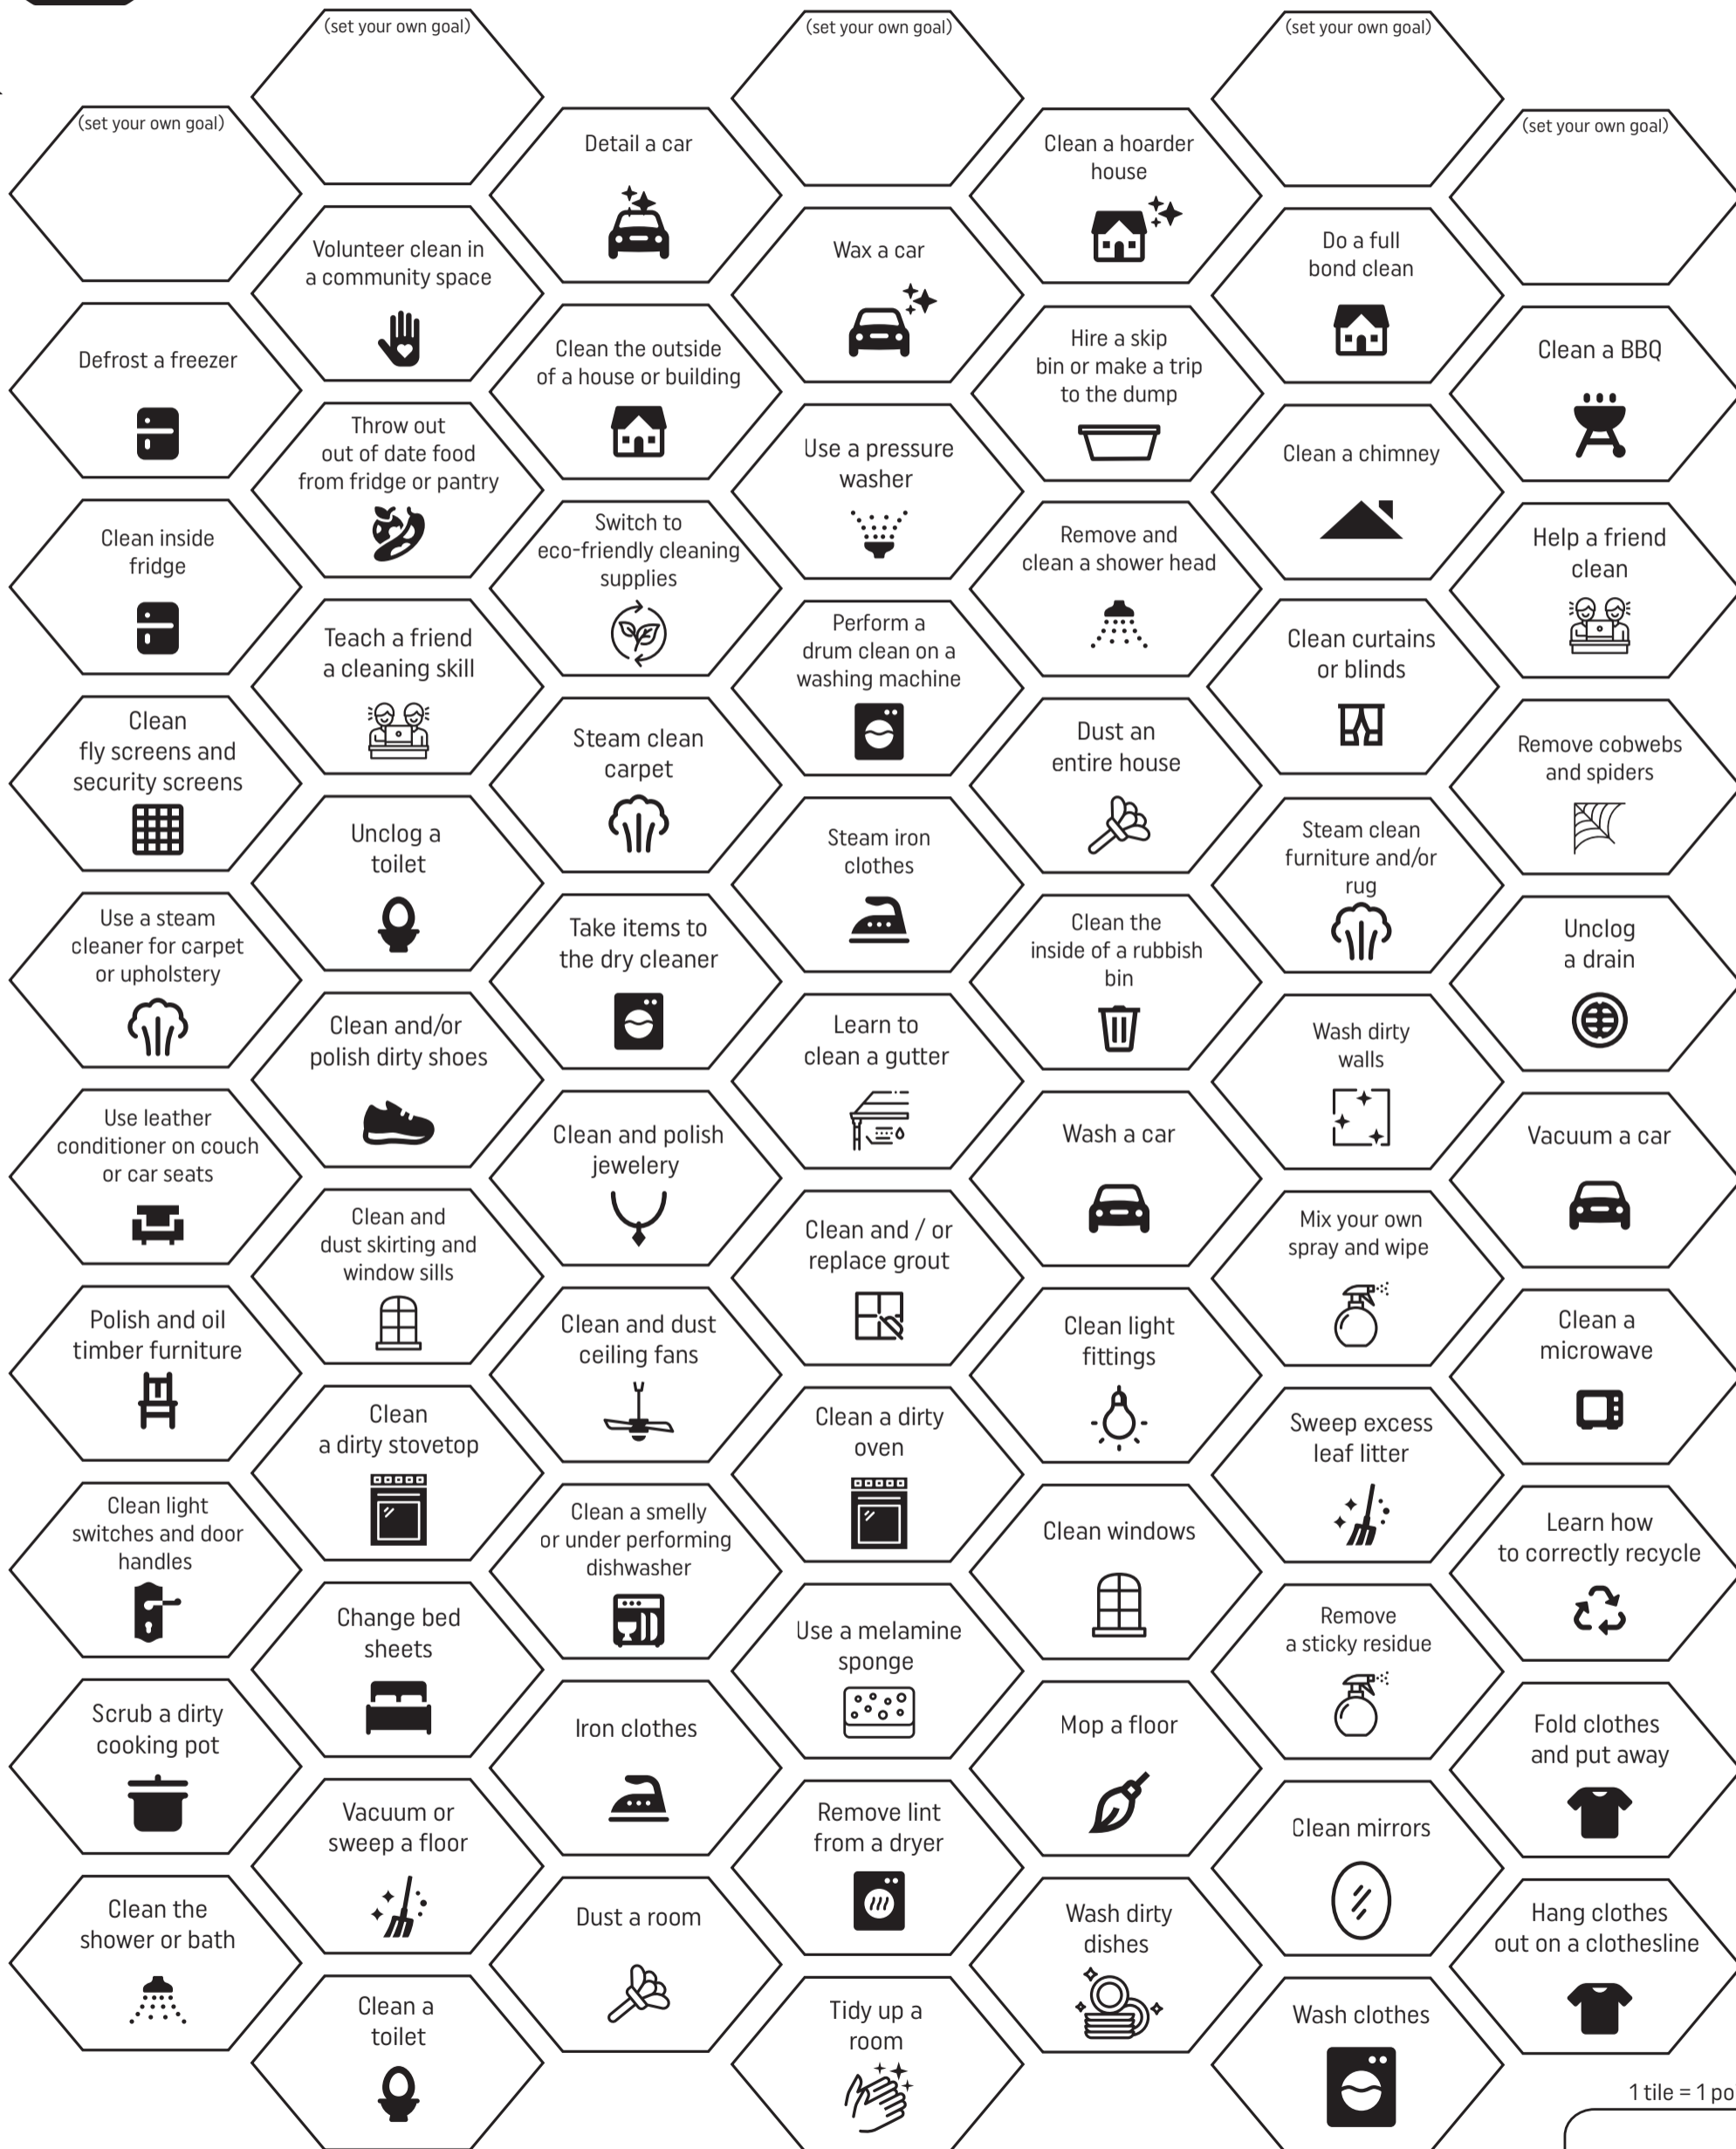 (set your own goal)
(set your own goal)
(set your own goal)
(set your own goal)
Detail a car
Clean a hoarder
house
(set your own goal)
Volunteer clean in
a community space
Wax a car
Do a full
bond clean
Defrost a freezer
Clean the outside
of a house or building
Hire a skip
bin or make a trip
to the dump
Clean a BBQ
Throw out
out of date food
from fridge or pantry
Use a pressure
washer
Clean a chimney
Clean inside
fridge
Switch to
eco-friendly cleaning
supplies
Remove and
clean a shower head
Help a friend
clean
Teach a friend
a cleaning skill
Perform a
drum clean on a
washing machine
Clean curtains
or blinds
Clean
fly screens and
security screens
Steam clean
carpet
Dust an
entire house
Remove cobwebs
and spiders
Unclog a
toilet
Steam iron
clothes
Steam clean
furniture and/or
rug
Use a steam
cleaner for carpet
or upholstery
Take items to
the dry cleaner
Clean the
inside of a rubbish
bin
Unclog
a drain
Clean and/or
polish dirty shoes
Learn to
clean a gutter
Wash dirty
walls
Use leather
conditioner on couch
or car seats
Clean and polish
jewelery
Wash a car
Vacuum a car
Clean and
dust skirting and
window sills
Clean and / or
replace grout
Mix your own
spray and wipe
Polish and oil
timber furniture
Clean and dust
ceiling fans
Clean light
fittings
Clean a
microwave
Clean
a dirty stovetop
Clean a dirty
oven
Sweep excess
leaf litter
Clean light
switches and door
handles
Clean a smelly
or under performing
dishwasher
Clean windows
Learn how
to correctly recycle
Change bed
sheets
Use a melamine
sponge
Remove
a sticky residue
Scrub a dirty
cooking pot
Iron clothes
Mop a floor
Fold clothes
and put away
Vacuum or
sweep a floor
Remove lint
from a dryer
Clean mirrors
Clean the
shower or bath
Dust a room
Wash dirty
dishes
Hang clothes
out on a clothesline
Clean a
toilet
Tidy up a
room
Wash clothes
1 tile = 1 po